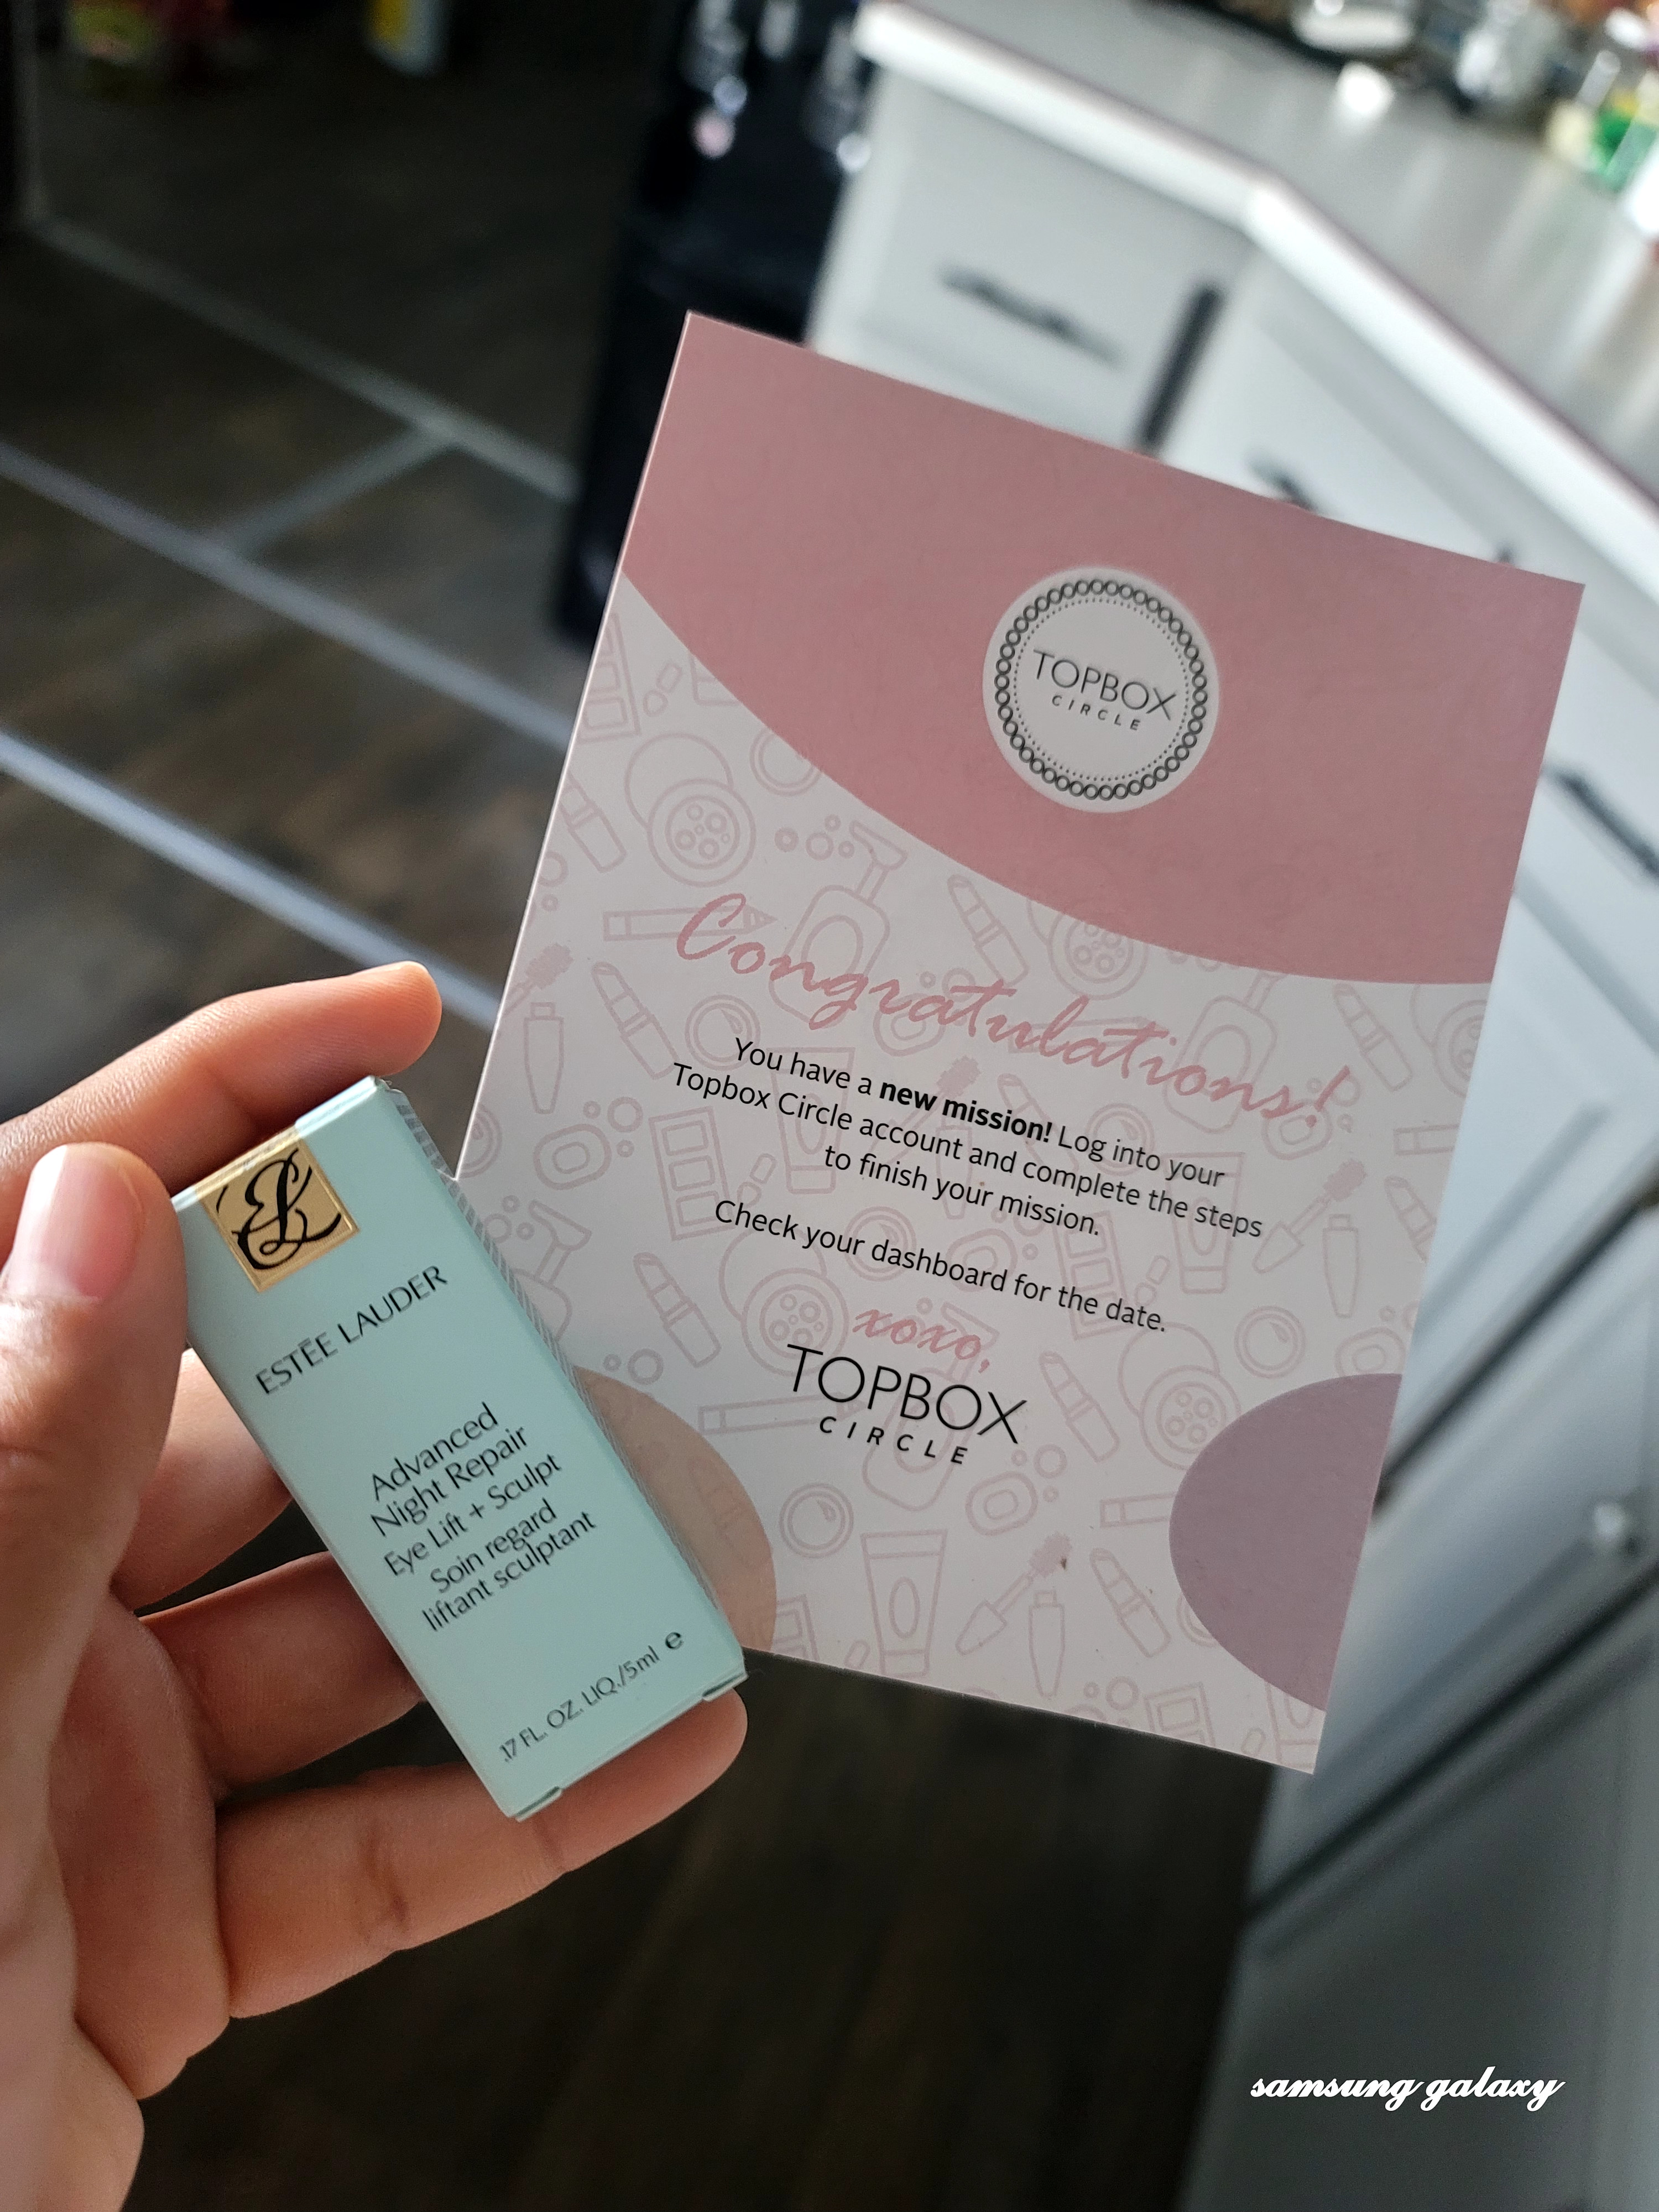 TOPBOX
CIRCLE
Congratulations!
You have a new mission! Log into your
Topbox Circle account and complete the steps
to finish your mission.
Check your dashboard for the date.
xoxo,
TOPBOX
CIRCLE
EL
ESTĒE LAUDER
Advanced
Night Repair
Eye Lift + Sculpt
Soin regard
liftant sculptant
.17 FL. OZ. LIQ./5ml e
samsung galaxy